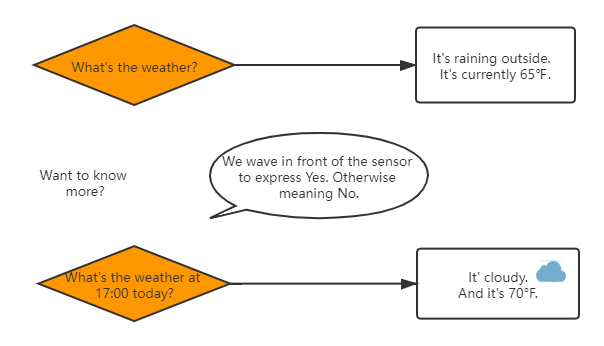 What's the weather?
It's raining outside.
It's currently 65°F.
Want to know
more?
We wave in front of the sensor
to express Yes. Otherwise
meaning No.
What's the weather at
17:00 today?
It' cloudy.
And it's 70°F.